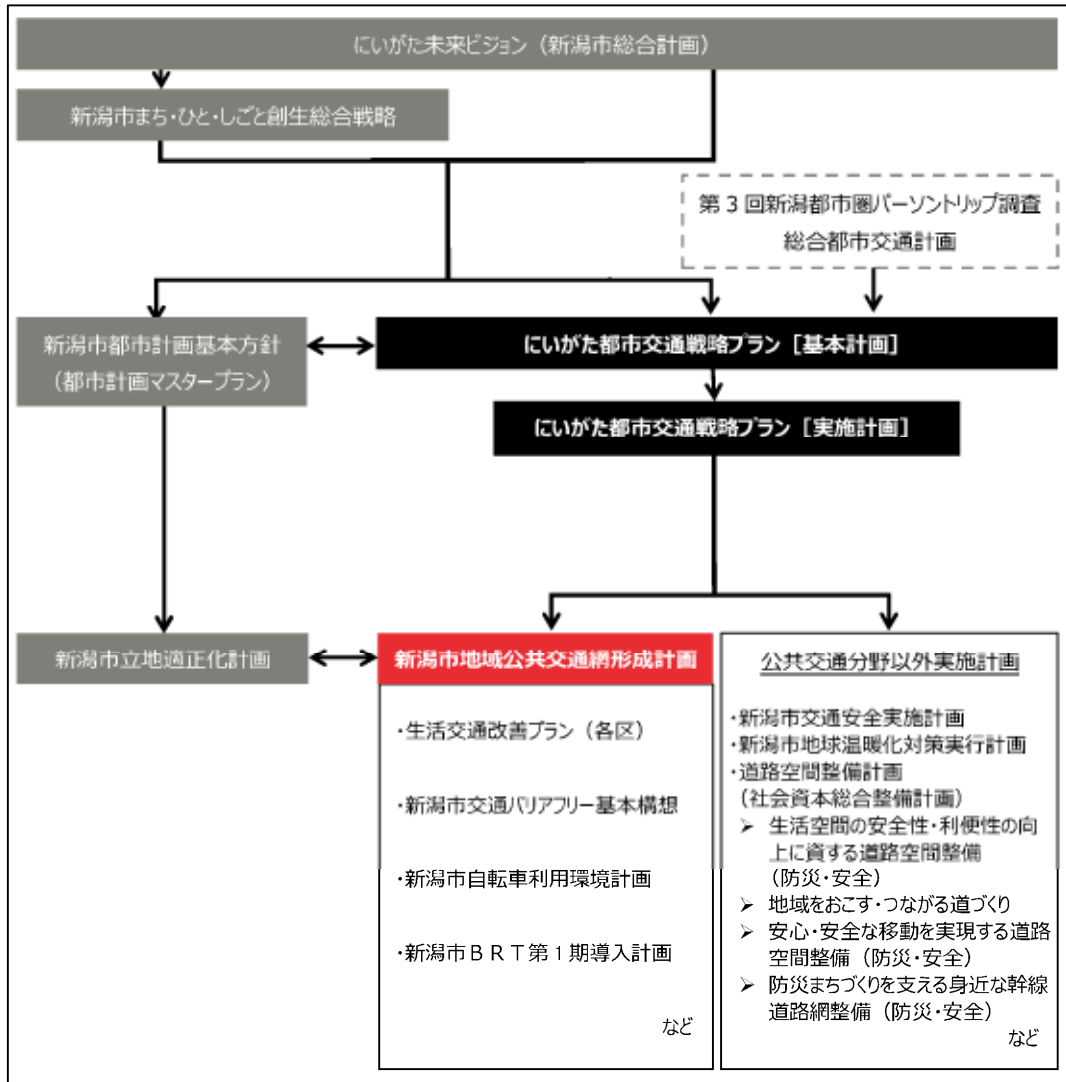 にいがた未来ビジョン（新潟市総合計画）
新潟市まち・ひと・しごと創生総合戦略
第３回新潟都市圏パーソントリップ調査
総合都市交通計画
新潟市都市計画基本方針
（都市計画マスタープラン）
にいがた都市交通戦略プラン［基本計画］
にいがた都市交通戦略プラン［実施計画］
新潟市立地適正化計画
新潟市地域公共交通網形成計画
・生活交通改善プラン（各区）
・新潟市交通バリアフリー基本構想
・新潟市自転車利用環境計画
・新潟市ＢＲＴ第１期導入計画
など
公共交通分野以外実施計画
・新潟市交通安全実施計画
・新潟市地球温暖化対策実行計画
・道路空間整備計画
（社会資本総合整備計画）
➢ 生活空間の安全性・利便性の向
上に資する道路空間整備
（防災・安全）
➢ 地域をおこす・つながる道づくり
➢ 安心・安全な移動を実現する道路
空間整備（防災・安全）
➢ 防災まちづくりを支える身近な幹線
道路網整備（防災・安全）
など